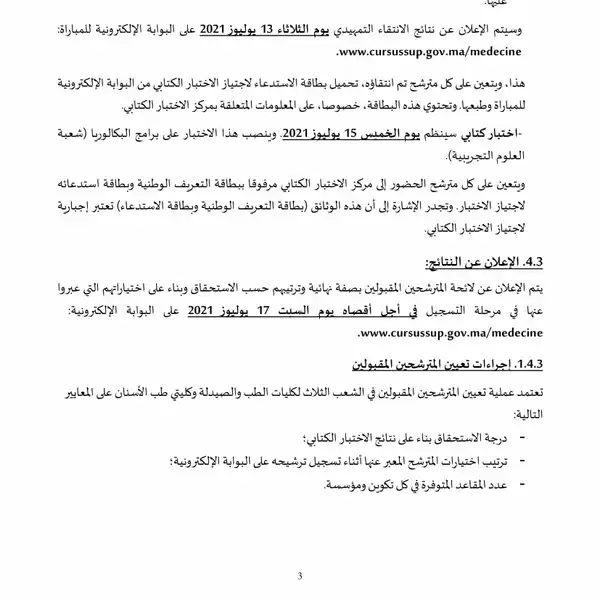 عليها.
وسيتم الإعلان عن نتائج الانتقاء التمهيدي يوم الثلاثاء 13 يوليوز 2021 على البوابة الإلكترونية للمباراة:
.www.cursussup.gov.ma/medecine
هذا، ويتعين على كل مترشح تم انتقاؤه، تحميل بطاقة الاستدعاء لاجتياز الاختبار الكتابي من البوابة الإلكترونية
للمباراة وطبعها. وتحتوي هذه البطاقة، خصوصا، على المعلومات المتعلقة بمركز الاختبار الكتابي.
-اختبار كتابي سينظم يوم الخميس 15 يوليوز 2021. وينصب هذا الاختبار على برامج البكالوريا (شعبة
العلوم التجريبية).
ويتعين على كل مترشح الحضور إلى مركز الاختبار الكتابي مرفوقا ببطاقة التعريف الوطنية وبطاقة استدعائه
لاجتياز الاختبار. وتجدر الإشارة إلى أن هذه الوثائق (بطاقة التعريف الوطنية وبطاقة الاستدعاء) تعتبر إجبارية
لاجتياز الاختبار الكتابي.
4.3. الإعلان عن النتائج:
يتم الإعلان عن لائحة المترشحين المقبولين بصفة نهائية وترتيبهم حسب الاستحقاق وبناء على اختياراتهم التي عبروا
عنها في مرحلة التسجيل في أجل أقصاه يوم السبت 17 يوليوز 2021 على البوابة الإلكترونية:
.www.cursussup.gov.ma/medecine
1.4.3. إجراءات تعيين المترشحين المقبولين
تعتمد عملية تعيين المترشحين المقبولين في الشعب الثلاث لكليات الطب والصيدلة وكليتي طب الأسنان على المعايير
التالية:
- درجة الاستحقاق بناء على نتائج الاختبار الكتابي؛
- ترتيب اختيارات المترشح المعبر عنها أثناء تسجيل ترشيحه على البوابة الإلكترونية؛
- عدد المقاعد المتوفرة في كل تكوين ومؤسسة.
3